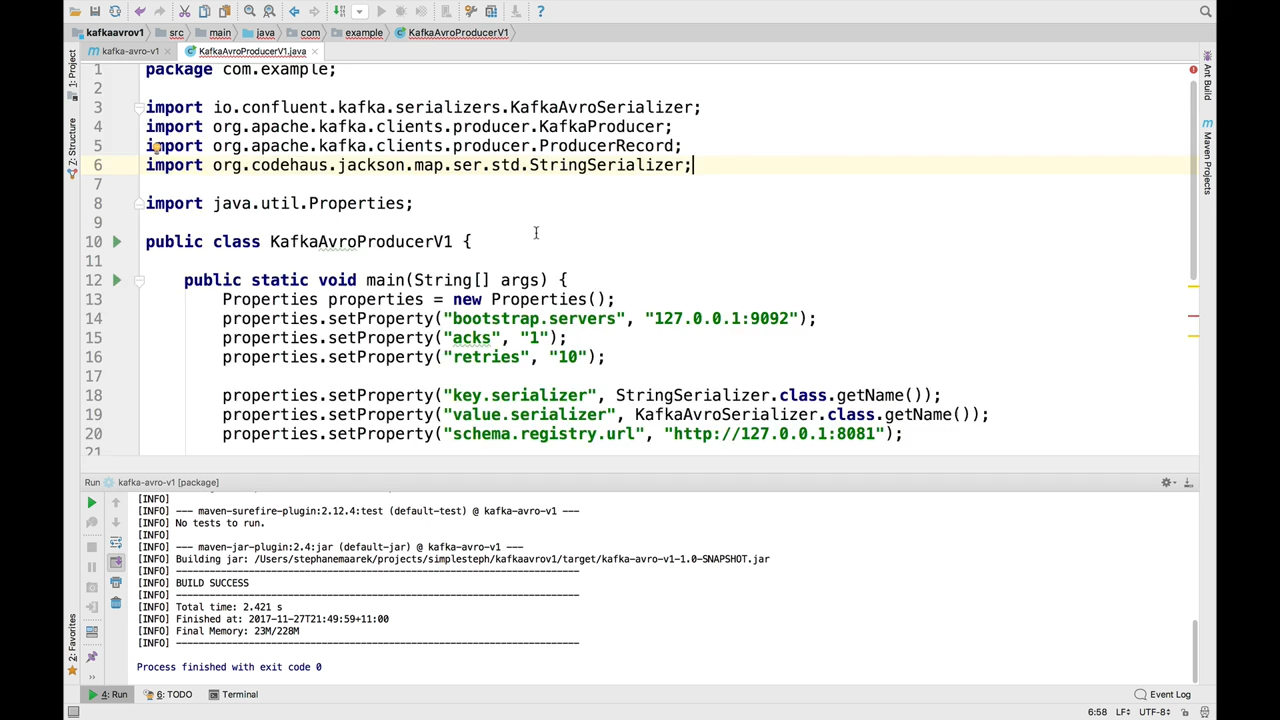 kafkaavrov1 src main java com example KafkaAvroProducerV1
kafka-avro-v1 KafkaAvroProducerV1.java
1: Project
7: Structure
2: Favorites
Ant Build
Maven Projects
1 package com.example;
2
3 import io.confluent.kafka.serializers.KafkaAvroSerializer;
4 import org.apache.kafka.clients.producer.KafkaProducer;
5 import org.apache.kafka.clients.producer.ProducerRecord;
6 import org.codehaus.jackson.map.ser.std.StringSerializer;
7
8 import java.util.Properties;
9
10 public class KafkaAvroProducerV1 {
11
12 public static void main(String[] args) {
13 Properties properties = new Properties();
14 properties.setProperty("bootstrap.servers", "127.0.0.1:9092");
15 properties.setProperty("acks", "1");
16 properties.setProperty("retries", "10");
17
18 properties.setProperty("key.serializer", StringSerializer.class.getName());
19 properties.setProperty("value.serializer", KafkaAvroSerializer.class.getName());
20 properties.setProperty("schema.registry.url", "http://127.0.0.1:8081");
21
Run kafka-avro-v1 [package]
[INFO]
[INFO] --- maven-surefire-plugin:2.12.4:test (default-test) @ kafka-avro-v1 ---
[INFO] No tests to run.
[INFO]
[INFO] --- maven-jar-plugin:2.4:jar (default-jar) @ kafka-avro-v1 ---
[INFO] Building jar: /Users/stephanemaarek/projects/simplesteph/kafkaavrov1/target/kafka-avro-v1-1.0-SNAPSHOT.jar
[INFO] ------------------------------------------------------------------------
[INFO] BUILD SUCCESS
[INFO] ------------------------------------------------------------------------
[INFO] Total time: 2.421 s
[INFO] Finished at: 2017-11-27T21:49:59+11:00
[INFO] Final Memory: 23M/228M
[INFO] ------------------------------------------------------------------------
Process finished with exit code 0
4: Run 6: TODO Terminal Event Log
6:58 LF UTF-8